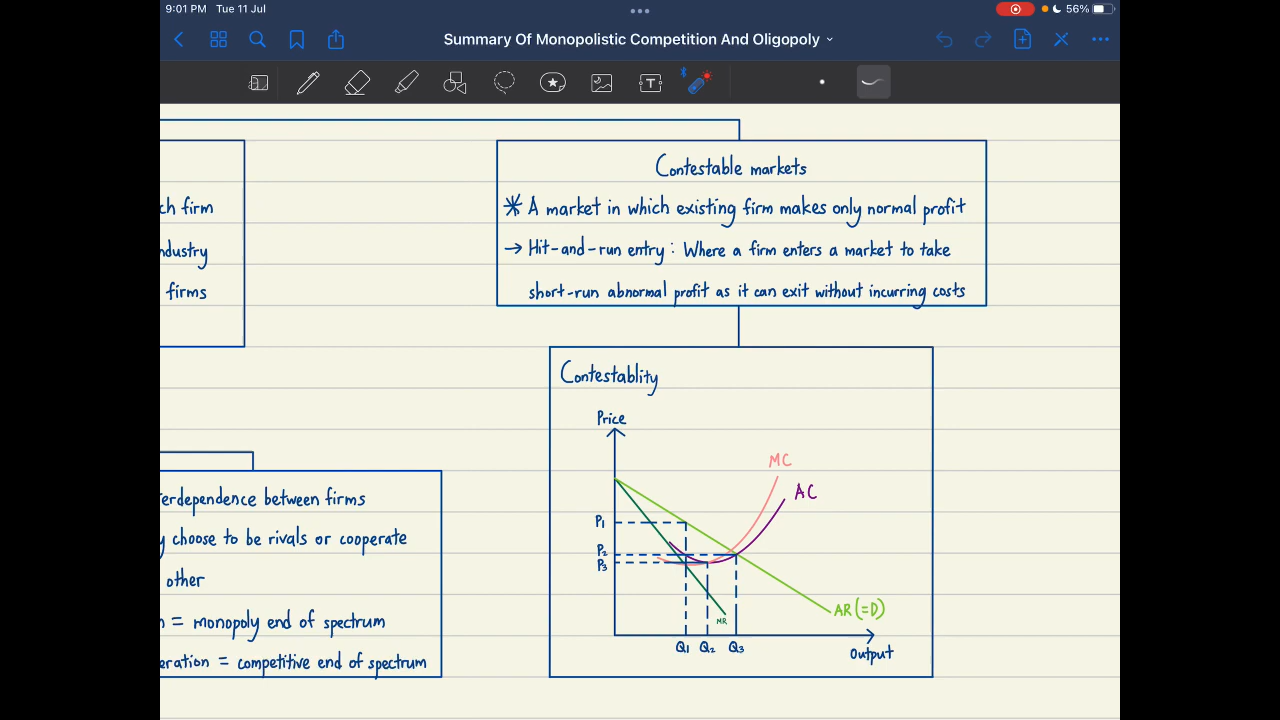 9:01 PM Tue 11 Jul
56%
Summary Of Monopolistic Competition And Oligopoly
Contestable markets
* A market in which existing firm makes only normal profit
→ Hit-and-run entry : Where a firm enters a market to take
short-run abnormal profit as it can exit without incurring costs
ch firm
ndustry
firms
Contestablity
Price
MC
AC
P₁
P₂
P₃
AR (=D)
MR
Q₁ Q₂ Q₃
Output
erdependence between firms
y choose to be rivals or cooperate
other
n = monopoly end of spectrum
eration = competitive end of spectrum